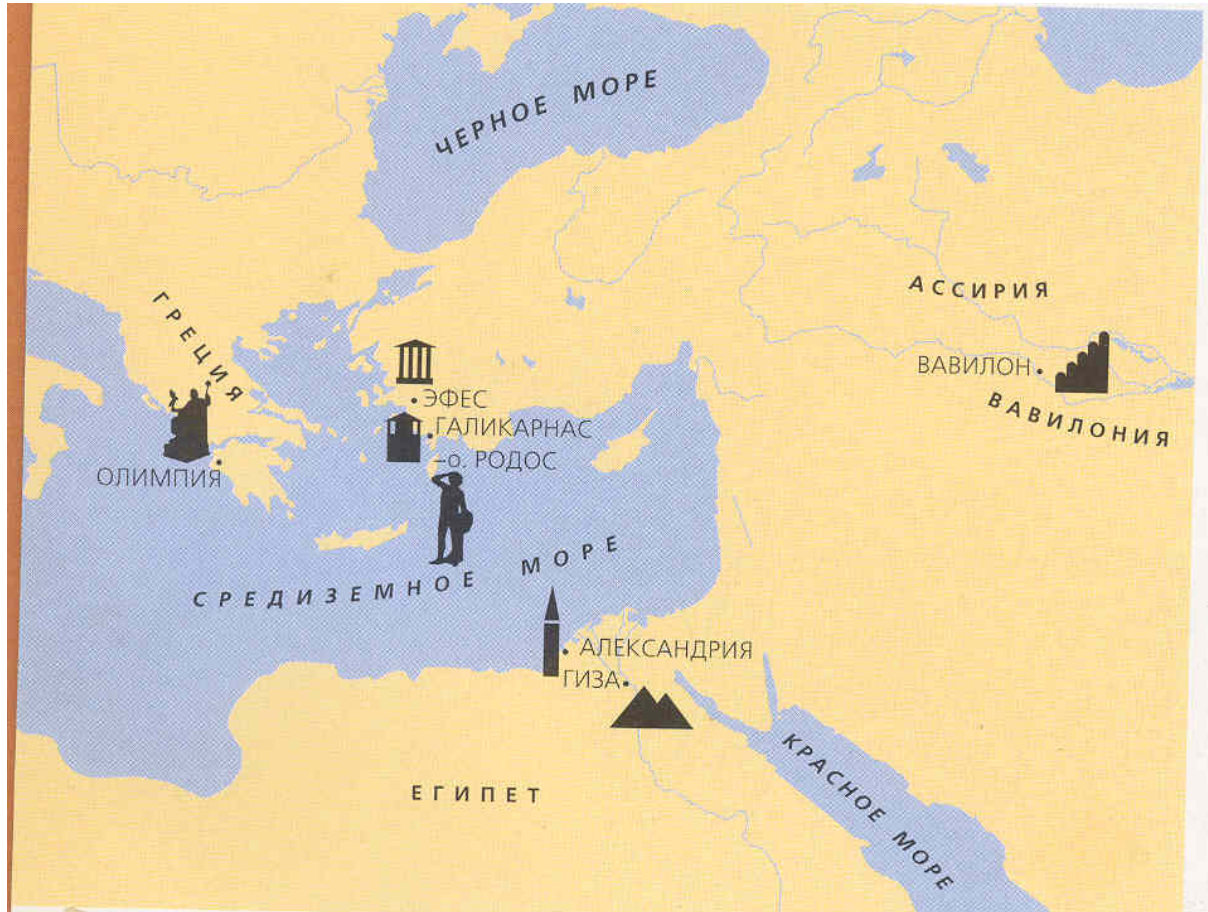 ЧЕРНОЕ МОРЕ
АССИРИЯ
ГРЕЦИЯ
ВАВИЛОН
ВАВИЛОНИЯ
ЭФЕС
ГАЛИКАРНАС
о. РОДОС
ОЛИМПИЯ
СРЕДИЗЕМНОЕ МОРЕ
АЛЕКСАНДРИЯ
ГИЗА
КРАСНОЕ МОРЕ
ЕГИПЕТ